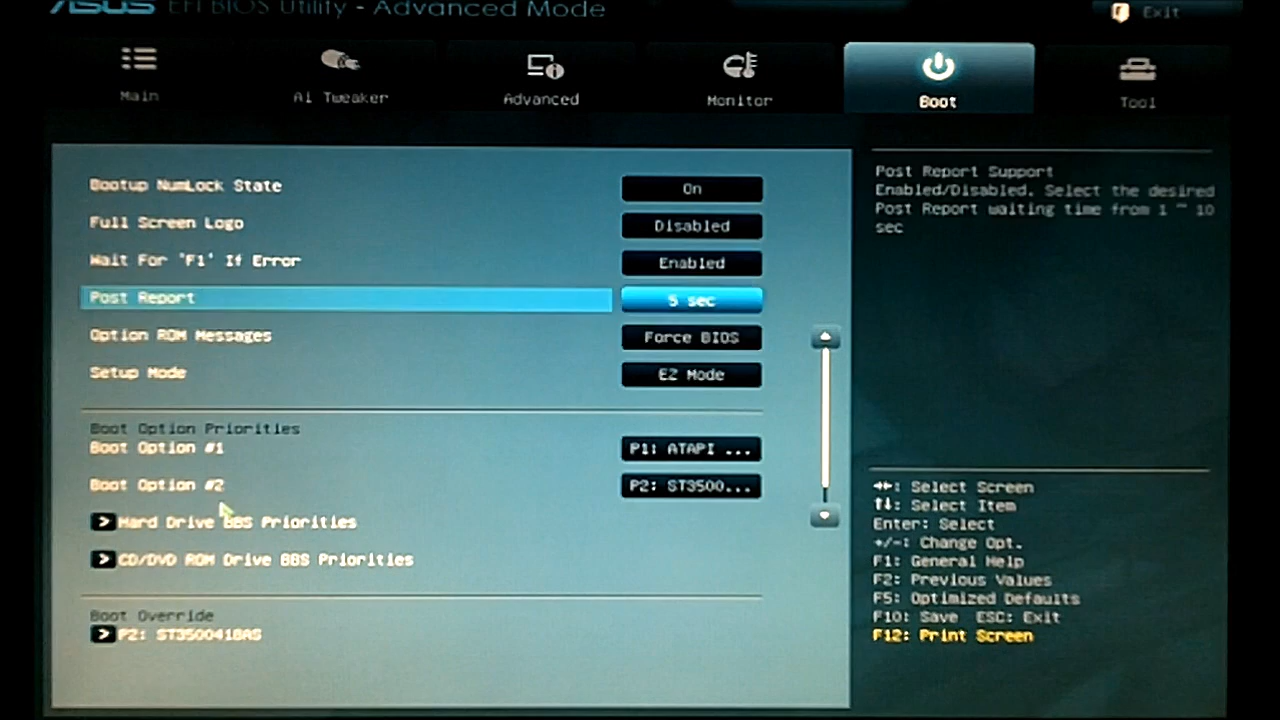 ASUS EFI BIOS Utility - Advanced Mode
Exit
Main
Ai Tweaker
Advanced
Monitor
Boot
Tool
Bootup NumLock State
On
Full Screen Logo
Disabled
Wait For 'F1' If Error
Enabled
Post Report
5 sec
Option ROM Messages
Force BIOS
Setup Mode
EZ Mode
Boot Option Priorities
Boot Option #1
P1: ATAPI ...
Boot Option #2
P2: ST3500...
> Hard Drive BBS Priorities
> CD/DVD ROM Drive BBS Priorities
Boot Override
> P2: ST3500418AS
Post Report Support
Enabled/Disabled. Select the desired
Post Report waiting time from 1 ~ 10
sec
→←: Select Screen
↑↓: Select Item
Enter: Select
+/-: Change Opt.
F1: General Help
F2: Previous Values
F5: Optimized Defaults
F10: Save ESC: Exit
F12: Print Screen